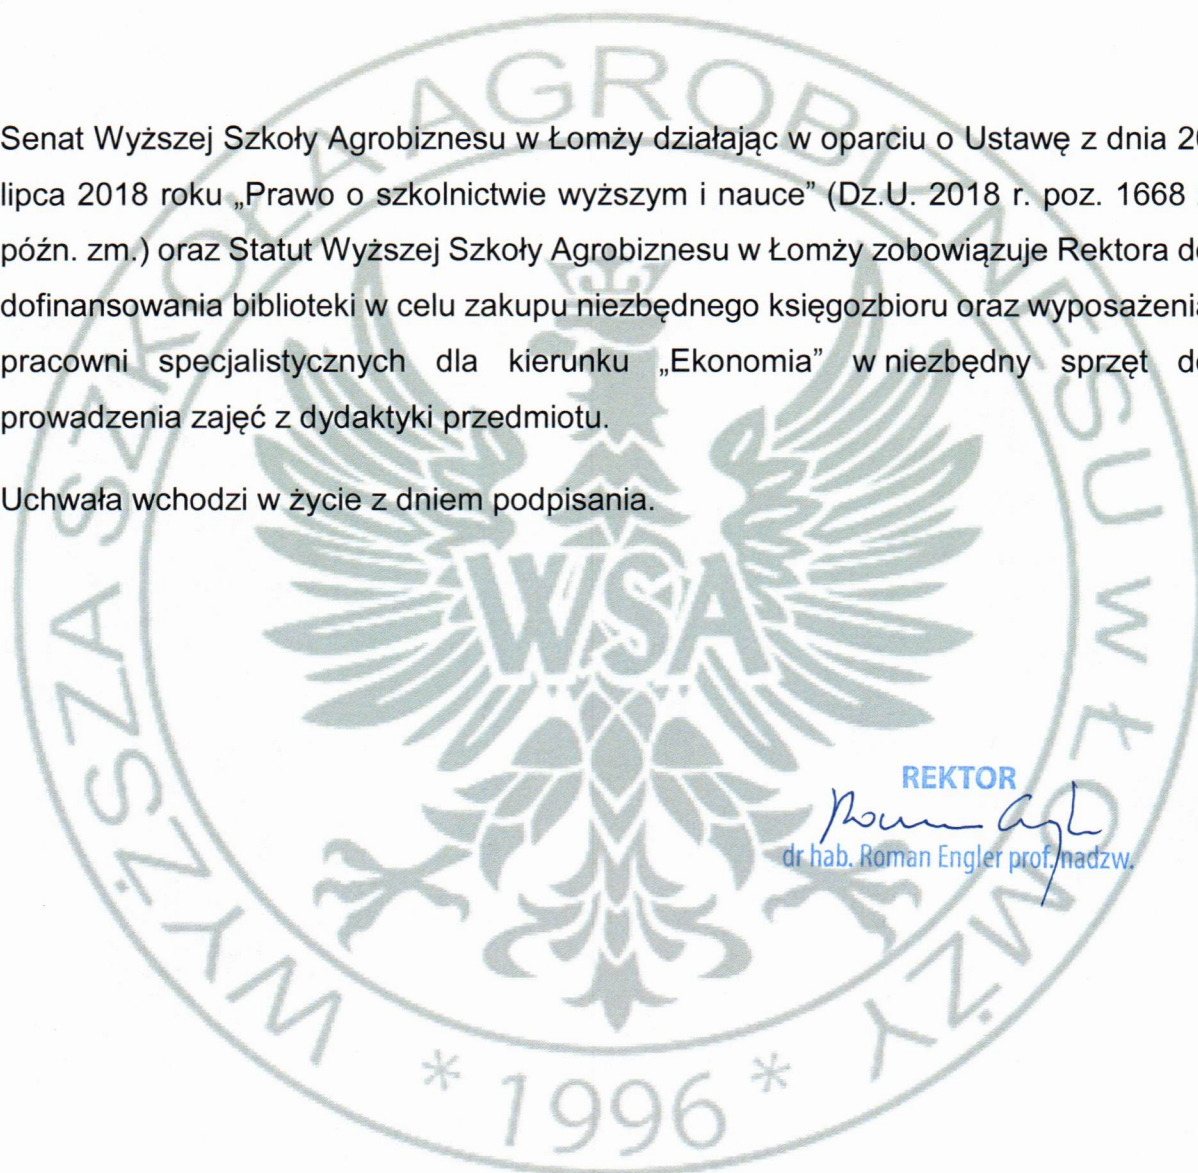 Senat Wyższej Szkoły Agrobiznesu w Łomży działając w oparciu o Ustawę z dnia 20
lipca 2018 roku „Prawo o szkolnictwie wyższym i nauce” (Dz.U. 2018 r. poz. 1668
późn. zm.) oraz Statut Wyższej Szkoły Agrobiznesu w Łomży zobowiązuje Rektora do
dofinansowania biblioteki w celu zakupu niezbędnego księgozbioru oraz wyposażenia
pracowni specjalistycznych dla kierunku „Ekonomia” w niezbędny sprzęt do
prowadzenia zajęć z dydaktyki przedmiotu.
Uchwała wchodzi w życie z dniem podpisania.
WYŻSZA SZKOŁA AGROBIZNESU W ŁOMŻY
WSA
* 1996 *
REKTOR
dr hab. Roman Engler prof. nadzw.